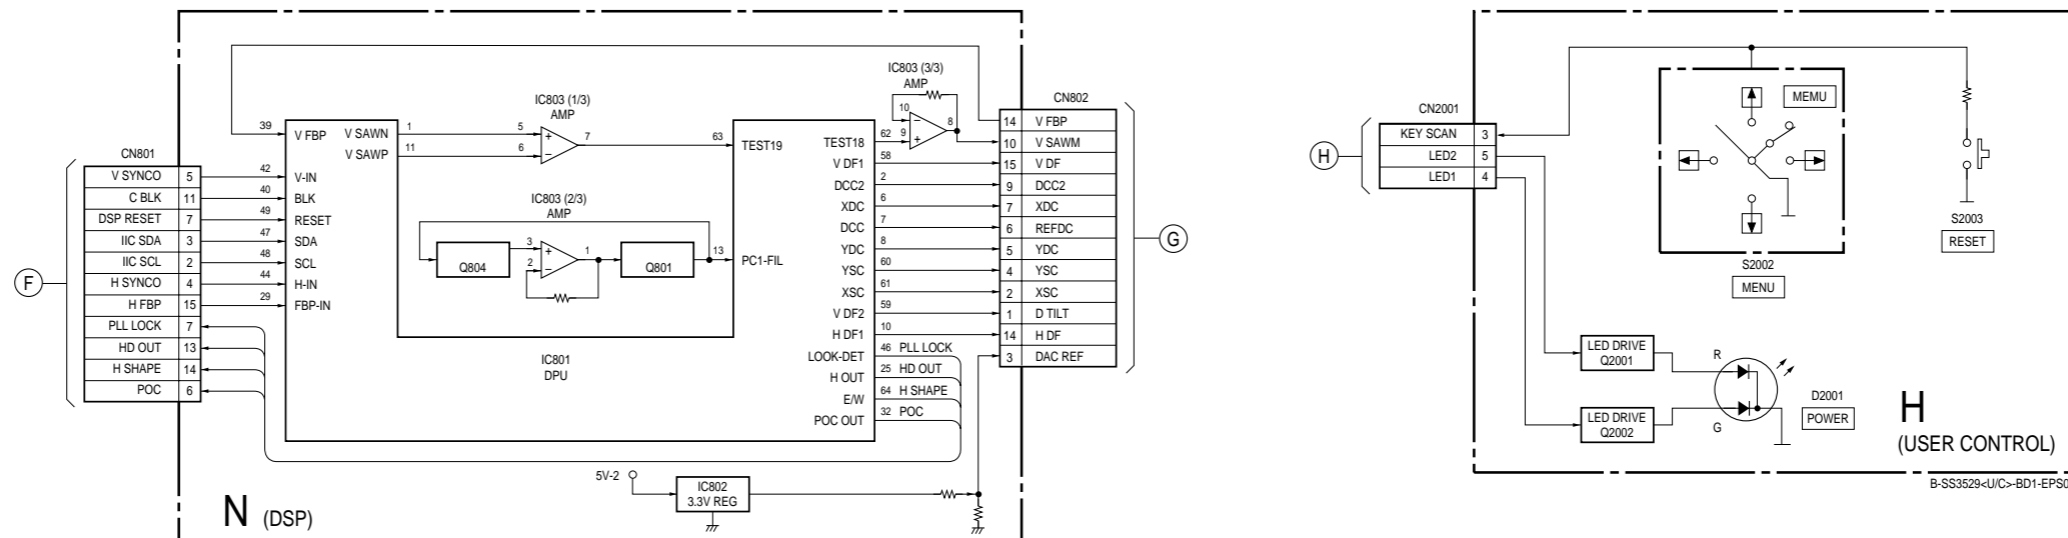 IC803 (3/3)
AMP
10
9
8
IC803 (1/3)
AMP
5
6
7
CN802
14 V FBP
10 V SAWM
15 V DF
9 DCC2
7 XDC
6 REFDC
5 YDC
4 YSC
2 XSC
1 D TILT
14 H DF
3 DAC REF
G
39 V FBP
V SAWN 1
V SAWP 11
63 TEST19
TEST18 62
V DF1 58
DCC2 2
XDC 6
DCC 7
YDC 8
YSC 60
XSC 61
V DF2 59
H DF1 10
LOOK-DET 46 PLL LOCK
H OUT 25 HD OUT
E/W 64 H SHAPE
POC OUT 32 POC
CN801
V SYNCO 5
C BLK 11
DSP RESET 7
IIC SDA 3
IIC SCL 2
H SYNCO 4
H FBP 15
PLL LOCK 7
HD OUT 13
H SHAPE 14
POC 6
F
42 V-IN
40 BLK
49 RESET
47 SDA
48 SCL
44 H-IN
29 FBP-IN
IC803 (2/3)
AMP
Q804
3
2
1
Q801
13 PC1-FIL
IC801
DPU
5V-2
IC802
3.3V REG
N (DSP)
CN2001
KEY SCAN 3
LED2 5
LED1 4
H
MEMU
S2002
MENU
S2003
RESET
LED DRIVE
Q2001
LED DRIVE
Q2002
R
G
D2001
POWER
H
(USER CONTROL)
B-SS3529<U/C>-BD1-EPS0